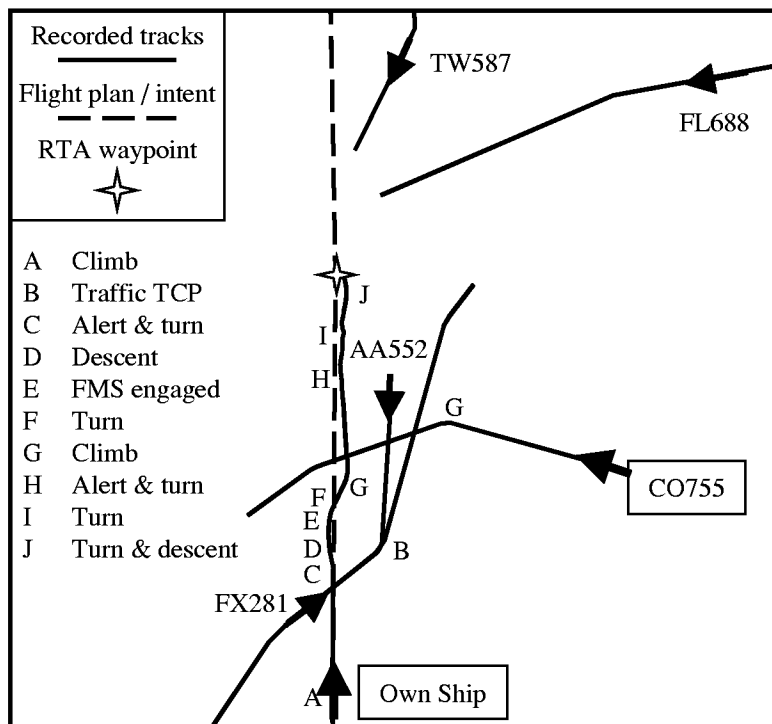 Recorded tracks
Flight plan / intent
RTA waypoint
A Climb
B Traffic TCP
C Alert & turn
D Descent
E FMS engaged
F Turn
G Climb
H Alert & turn
I Turn
J Turn & descent
TW587
FL688
J
I
AA552
H
G
G
CO755
F
E
D
B
C
FX281
A
Own Ship